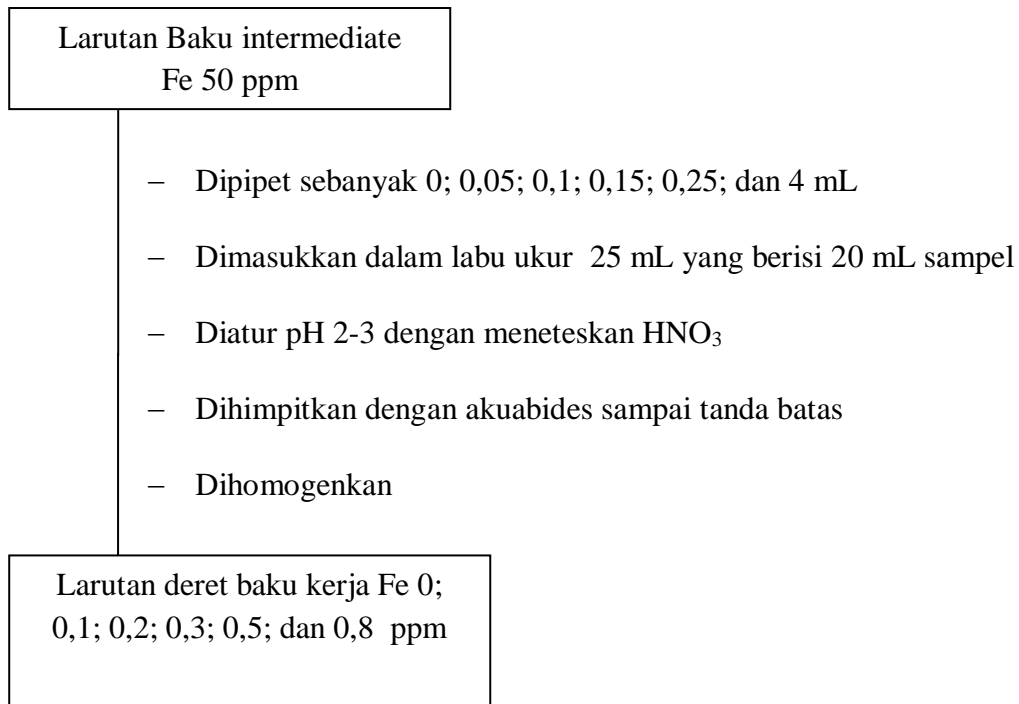 Larutan Baku intermediate
Fe 50 ppm
– Dipipet sebanyak 0; 0,05; 0,1; 0,15; 0,25; dan 4 mL
– Dimasukkan dalam labu ukur 25 mL yang berisi 20 mL sampel
– Diatur pH 2-3 dengan meneteskan HNO₃
– Dihimpitkan dengan akuabides sampai tanda batas
– Dihomogenkan
Larutan deret baku kerja Fe 0;
0,1; 0,2; 0,3; 0,5; dan 0,8 ppm